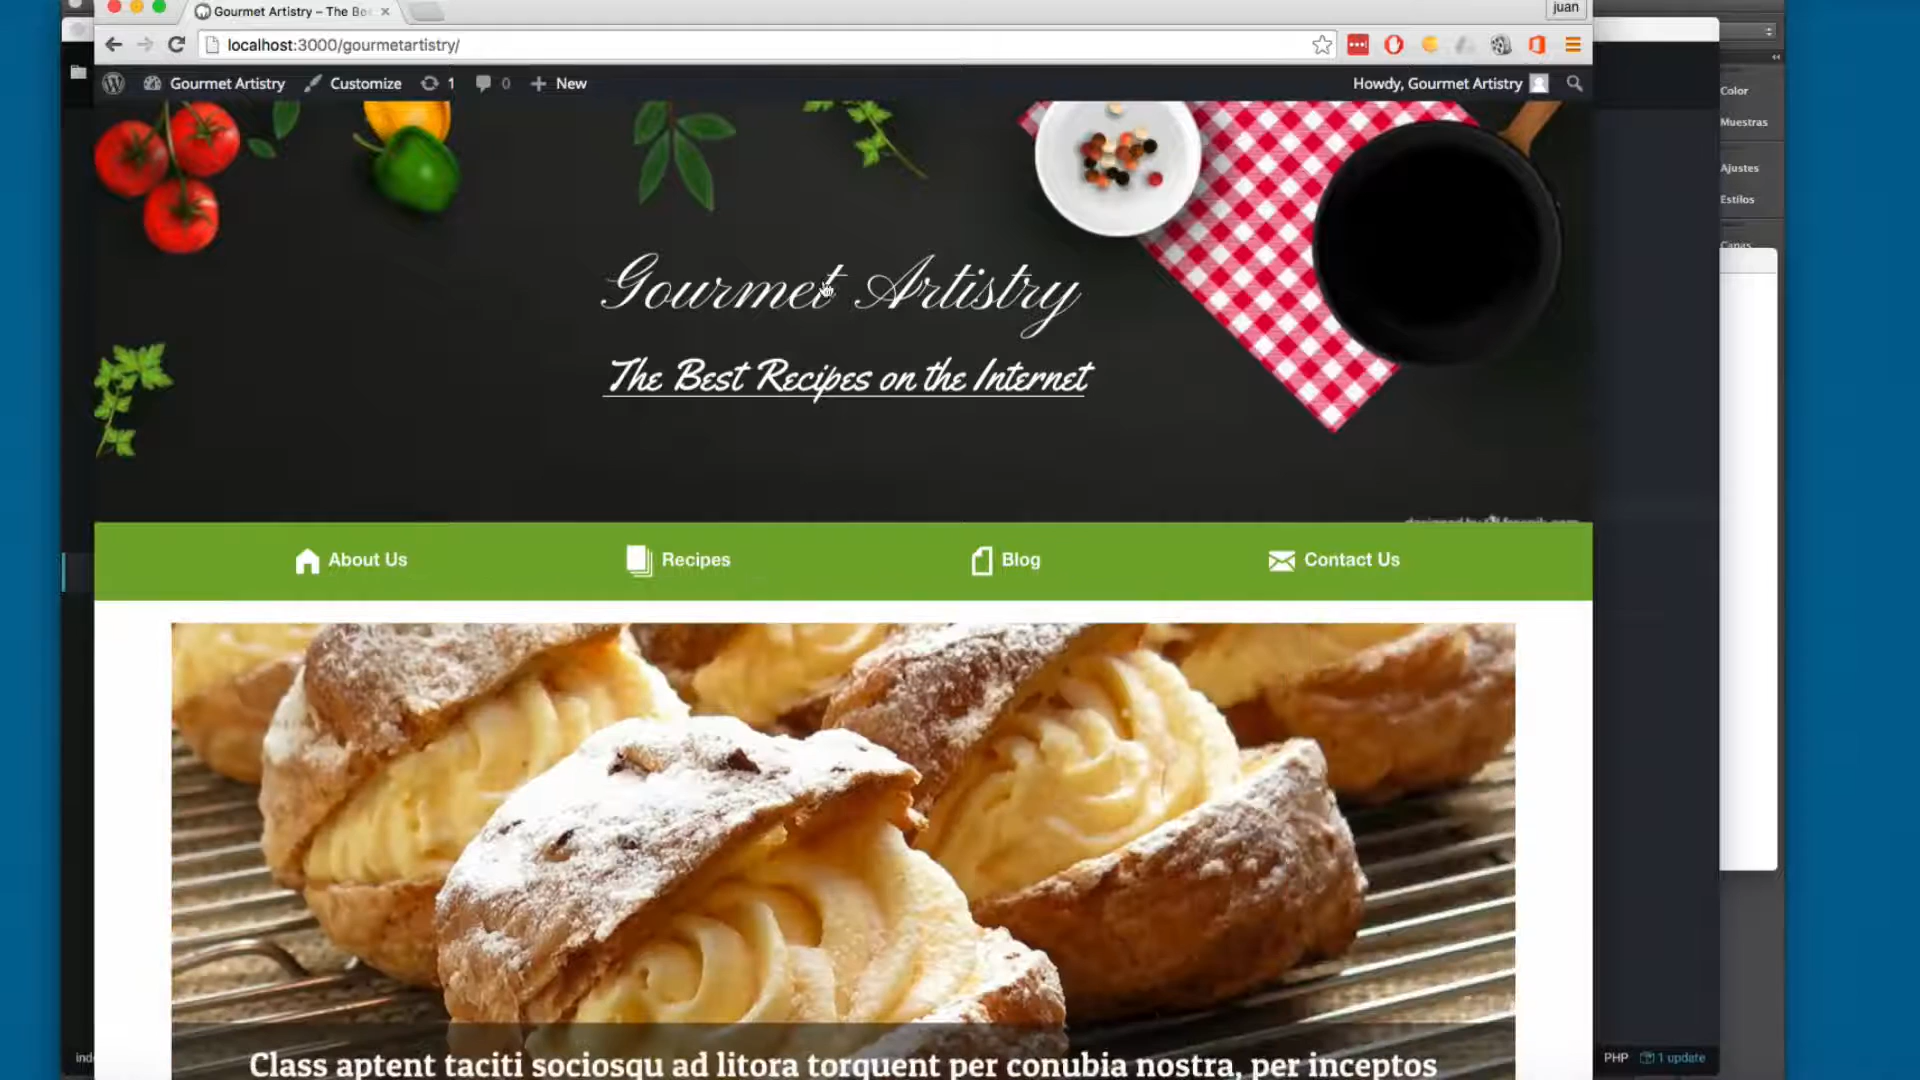 Gourmet Artistry – The Be
juan
localhost:3000/gourmetartistry/
Gourmet Artistry
Customize
1
0
New
Howdy, Gourmet Artistry
Color
Muestras
Ajustes
Estilos
Capas
Gourmet Artistry
The Best Recipes on the Internet
About Us
Recipes
Blog
Contact Us
Class aptent taciti sociosqu ad litora torquent per conubia nostra, per inceptos
PHP
1 update